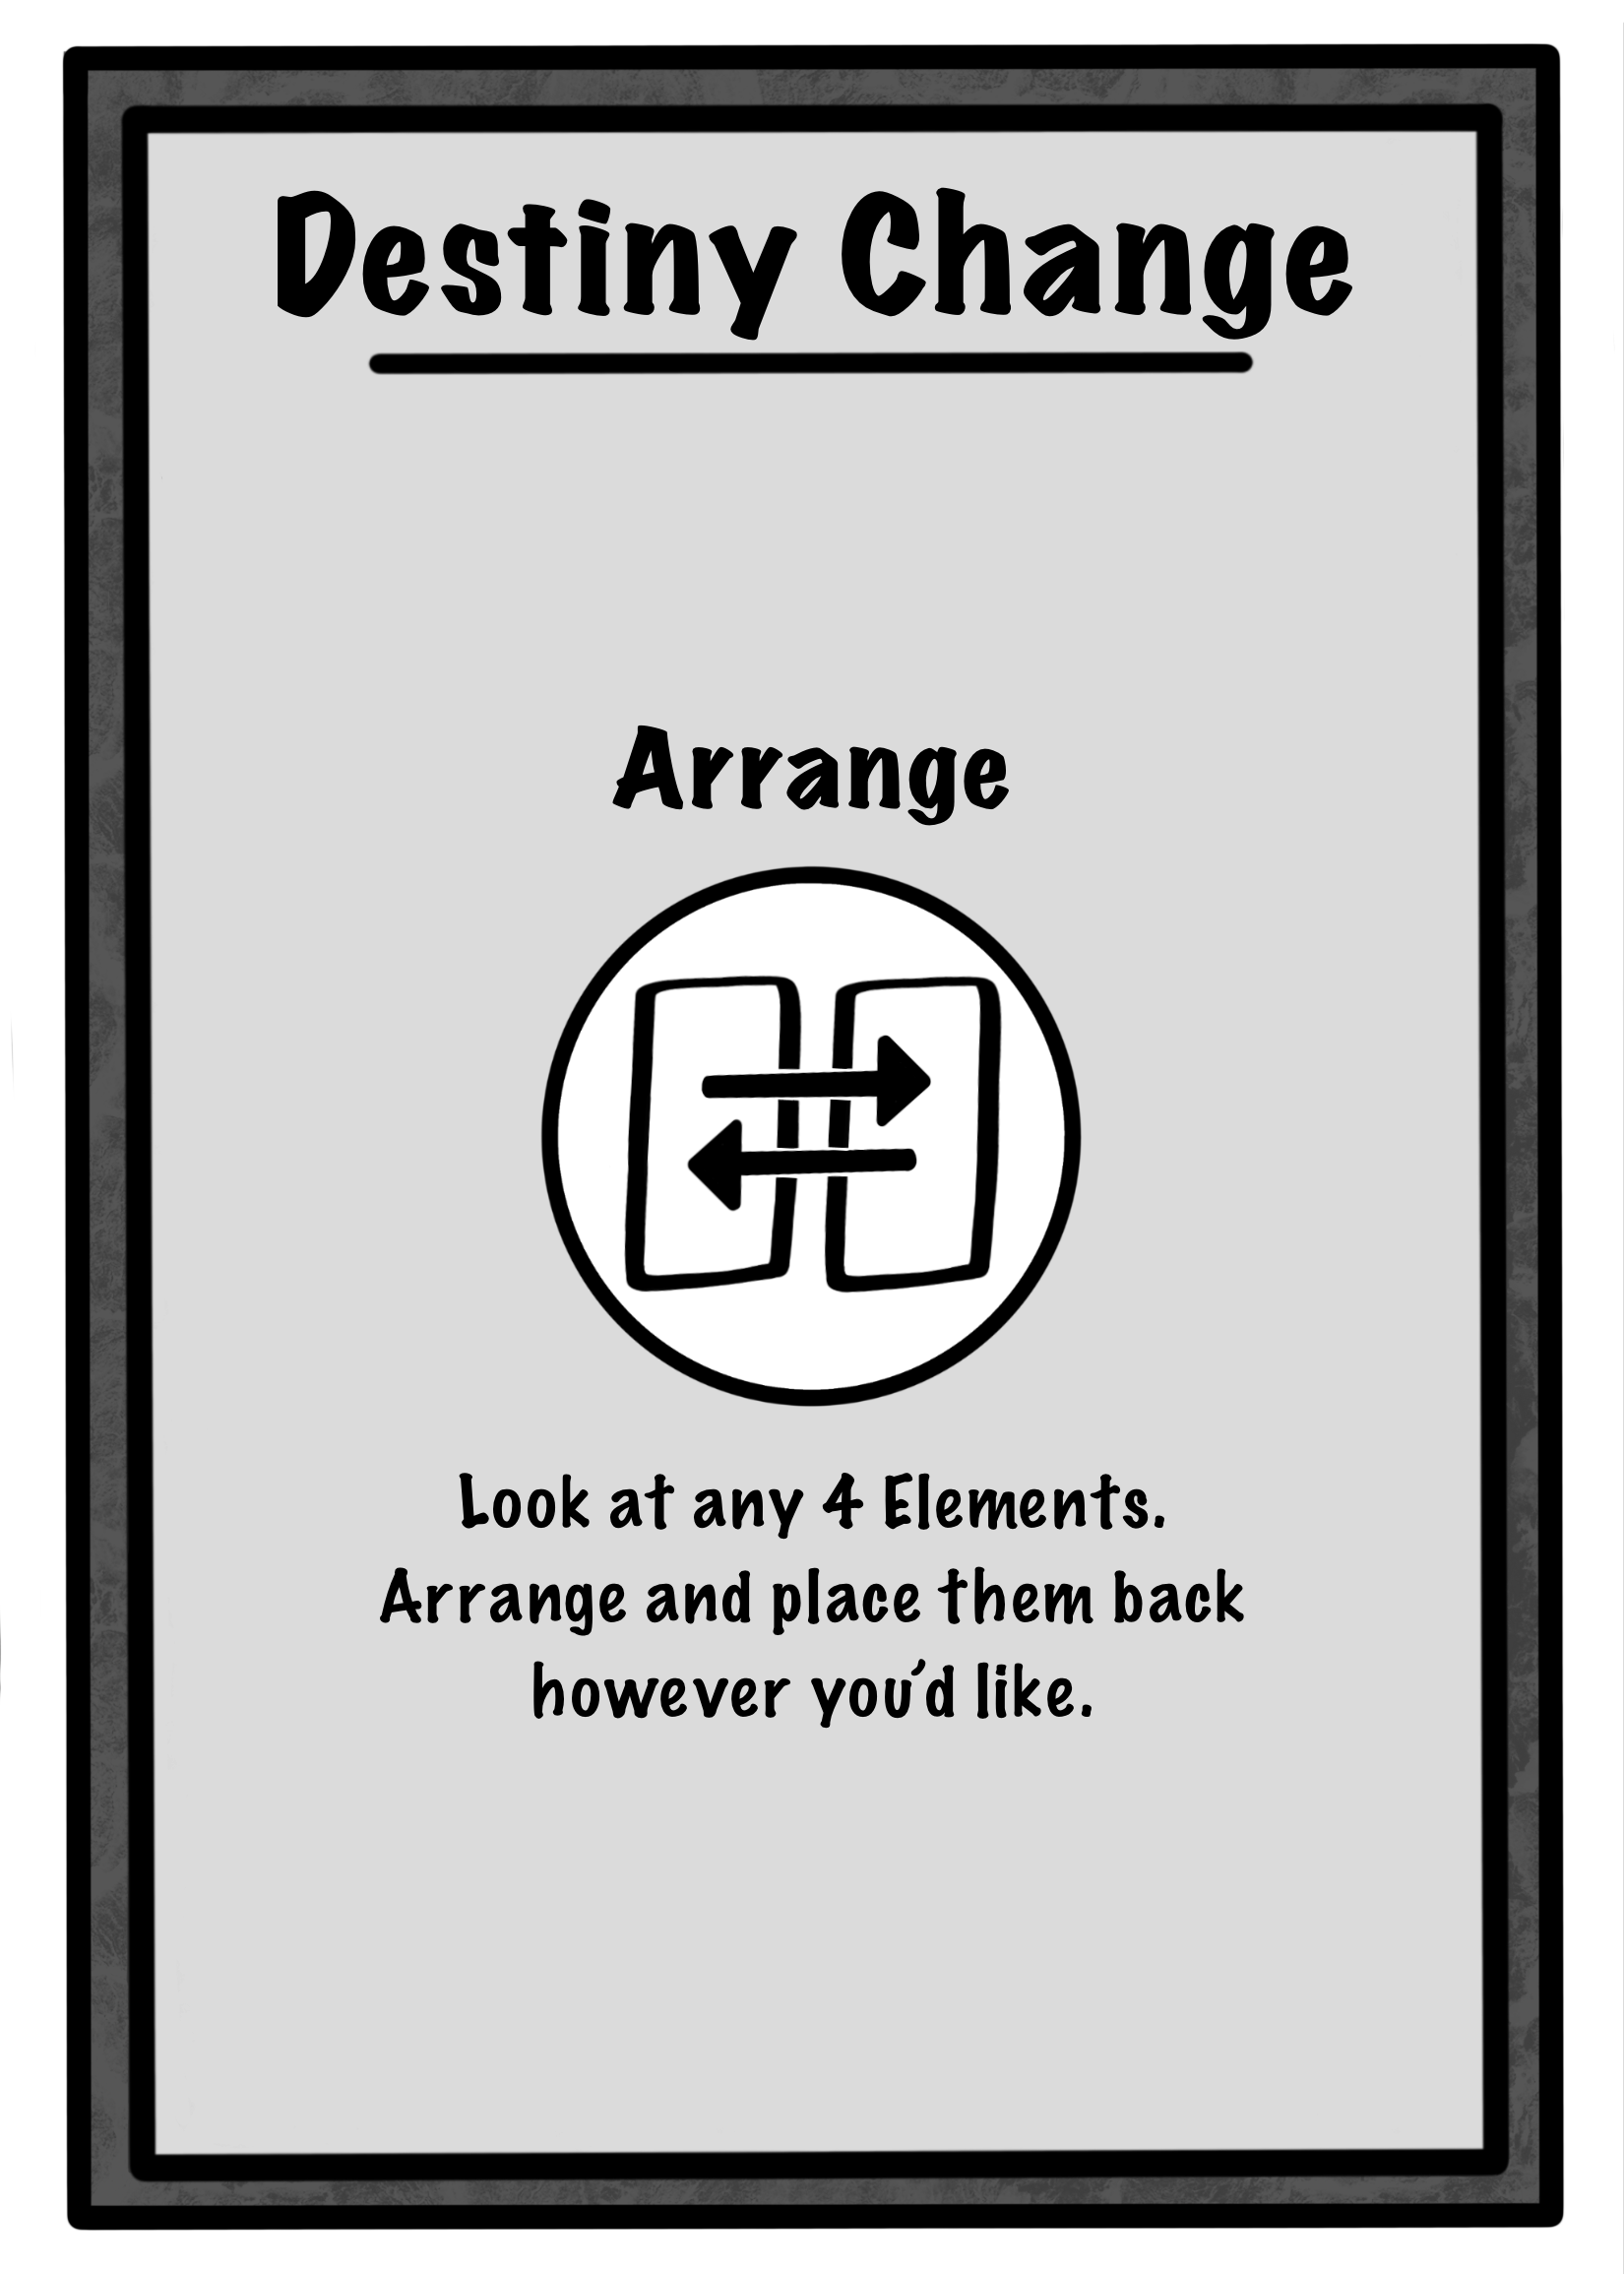 Destiny Change
Arrange
Look at any 4 Elements.
Arrange and place them back
however you'd like.